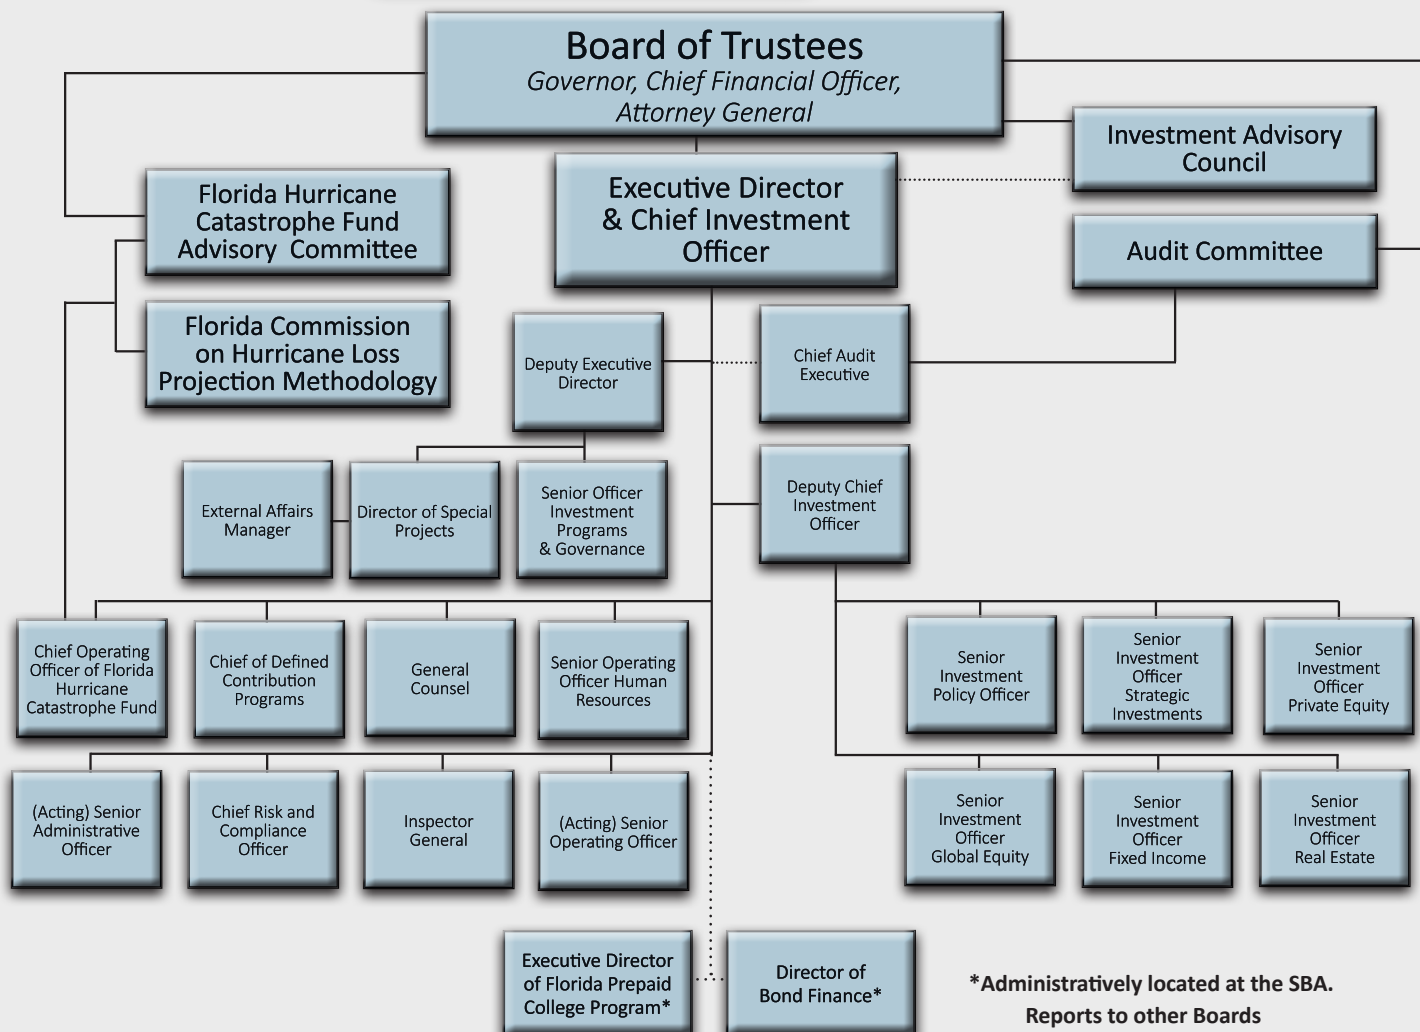 Board of Trustees
Governor, Chief Financial Officer,
Attorney General
Investment Advisory
Council
Executive Director
& Chief Investment
Officer
Florida Hurricane
Catastrophe Fund
Advisory Committee
Audit Committee
Florida Commission
on Hurricane Loss
Projection Methodology
Deputy Executive
Director
Chief Audit
Executive
External Affairs
Manager
Director of Special
Projects
Senior Officer
Investment
Programs
& Governance
Deputy Chief
Investment
Officer
Chief Operating
Officer of Florida
Hurricane
Catastrophe Fund
Chief of Defined
Contribution
Programs
General
Counsel
Senior Operating
Officer Human
Resources
Senior
Investment
Policy Officer
Senior
Investment
Officer
Strategic
Investments
Senior
Investment
Officer
Private Equity
(Acting) Senior
Administrative
Officer
Chief Risk and
Compliance
Officer
Inspector
General
(Acting) Senior
Operating Officer
Senior
Investment
Officer
Global Equity
Senior
Investment
Officer
Fixed Income
Senior
Investment
Officer
Real Estate
Executive Director
of Florida Prepaid
College Program*
Director of
Bond Finance*
*Administratively located at the SBA.
Reports to other Boards